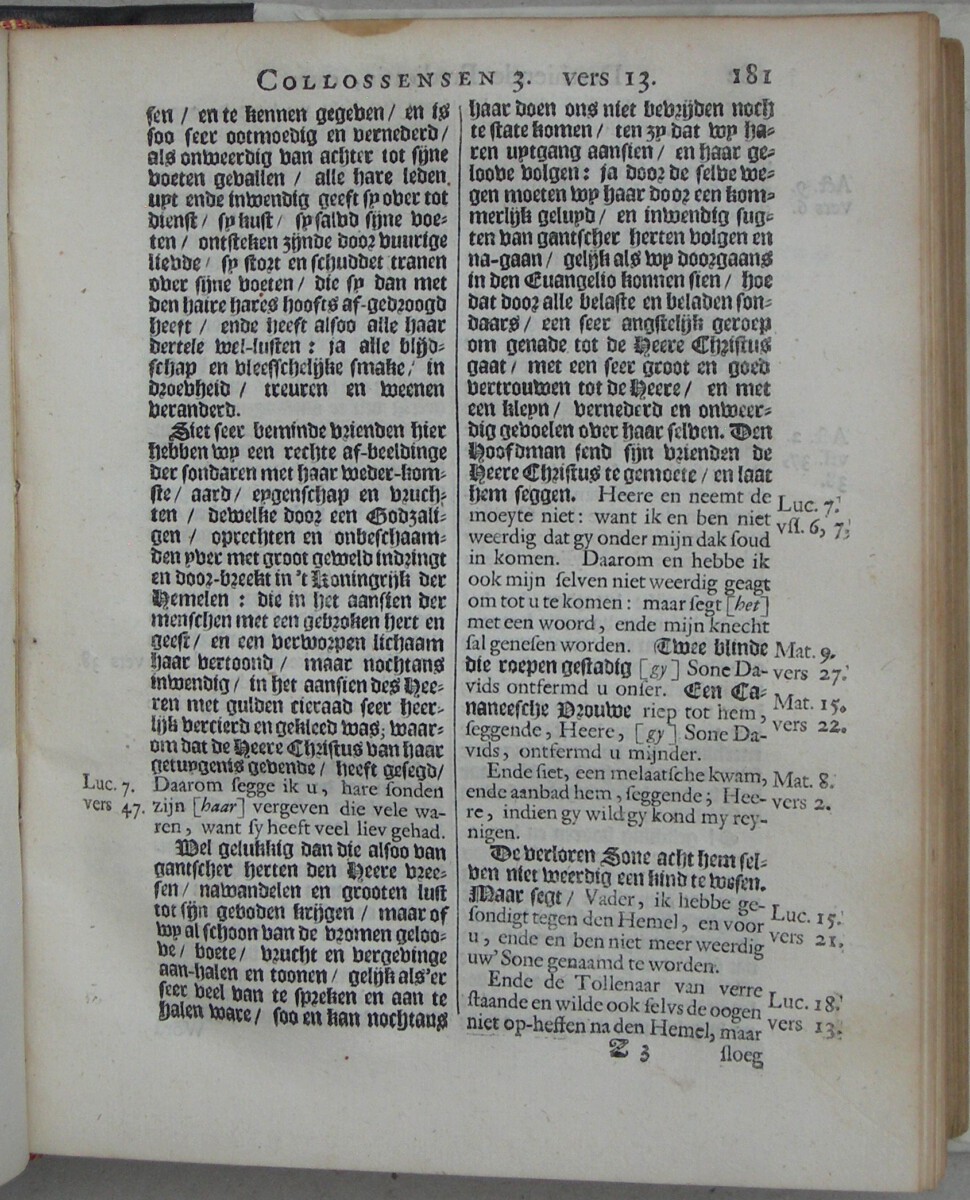 COLLOSSENSEN 3. vers 13. 181
sen / en te kennen gegeven / en is
soo seer ootmoedig en vernederd /
als onweerdig van achter tot sijne
voeten gevallen / alle hare leden
uyt ende inwendig geeft sy over tot
dienst / sy kust / sy salvd sijne voe-
ten / ontsteken zijnde door vuurige
lievde / sy stort en schuddet tranen
over sijne voeten / die sy dan met
den haire hares hoofts af-gedroogd
heeft / ende heeft alsoo alle haar
dertele wel-lusten : ja alle blijd-
schap en vleesschelijke smake / in
droevheid / treuren en weenen
veranderd.
Siet seer beminde vrienden hier
hebben wy een rechte af-beeldinge
der sondaren met haar weder-kom-
ste / aard / eygenschap en vruch-
ten / dewelke door een Godzali-
gen / oprechten en onbeschaam-
den yver met groot geweld indringt
en door-breekt in 't Koningrijk der
Hemelen : die in het aansien der
menschen met een gebroken hert en
geest / en een verworpen lichaam
haar vertoond / maar nochtans
inwendig / in het aansien des Hee-
ren met gulden cieraad seer heer-
lijk vercierd en gekleed was; waar-
om dat de Heere Christus van haar
getuygenis gevende / heeft gesegd /
Luc. 7. Daarom segge ik u, hare sonden
vers 47. zijn [haar] vergeven die vele wa-
ren, want sy heeft veel liev gehad.
Wel gelukkig dan die alsoo van
gantscher herten den Heere vree-
sen / nawandelen en grooten lust
tot sijn geboden krijgen / maar of
wy al schoon van de vromen geloo-
ve / boete / vrucht en vergevinge
aan-halen en toonen / gelijk als'er
seer veel van te spreken en aan te
halen ware / soo en kan nochtans
haar doen ons niet bevrijden noch
te state komen / ten zy dat wy ha-
ren uytgang aansien / en haar ge-
loove volgen : ja door de selve we-
gen moeten wy haar door een kom-
merlijk geluyd / en inwendig sug-
ten van gantscher herten volgen en
na-gaan / gelijk als wy doorgaans
in den Euangelio konnen sien / hoe
dat door alle belaste en beladen son-
daars / een seer angstelijk geroep
om genade tot de Heere Christus
gaat / met een seer groot en goed
vertrouwen tot de Heere / en met
een kleyn / vernederd en onweer-
dig gevoelen over haar selven. Den
Hoofdman send sijn vrienden de
Heere Christus te gemoete / en laat
hem seggen. Heere en neemt de Luc. 7.
moeyte niet: want ik en ben niet vss. 6, 7;
weerdig dat gy onder mijn dak soud
in komen. Daarom en hebbe ik
ook mijn selven niet weerdig geagt
om tot u te komen: maar segt [het]
met een woord, ende mijn knecht
sal genesen worden. Twee blinde Mat. 9.
die roepen gestadig [gy] Sone Da- vers 27.
vids ontfermd u onser. Een Ca- Mat. 15.
naneesche Vrouwe riep tot hem, vers 22.
seggende, Heere, [gy] Sone Da-
vids, ontfermd u mijnder.
Ende siet, een melaatsche kwam, Mat. 8.
ende aanbad hem, seggende; Hee- vers 2.
re, indien gy wild gy kond my rey-
nigen.
De verloren Sone acht hem sel-
ven niet weerdig een kind te wesen.
Maar segt / Vader, ik hebbe ge- Luc. 15.
sondigt tegen den Hemel, en voor vers 21.
u, ende en ben niet meer weerdig
uw' Sone genaamd te worden.
Ende de Tollenaar van verre Luc. 18.
staande en wilde ook selvs de oogen vers 13.
niet op-heffen na den Hemel, maar
Z 3 sloeg